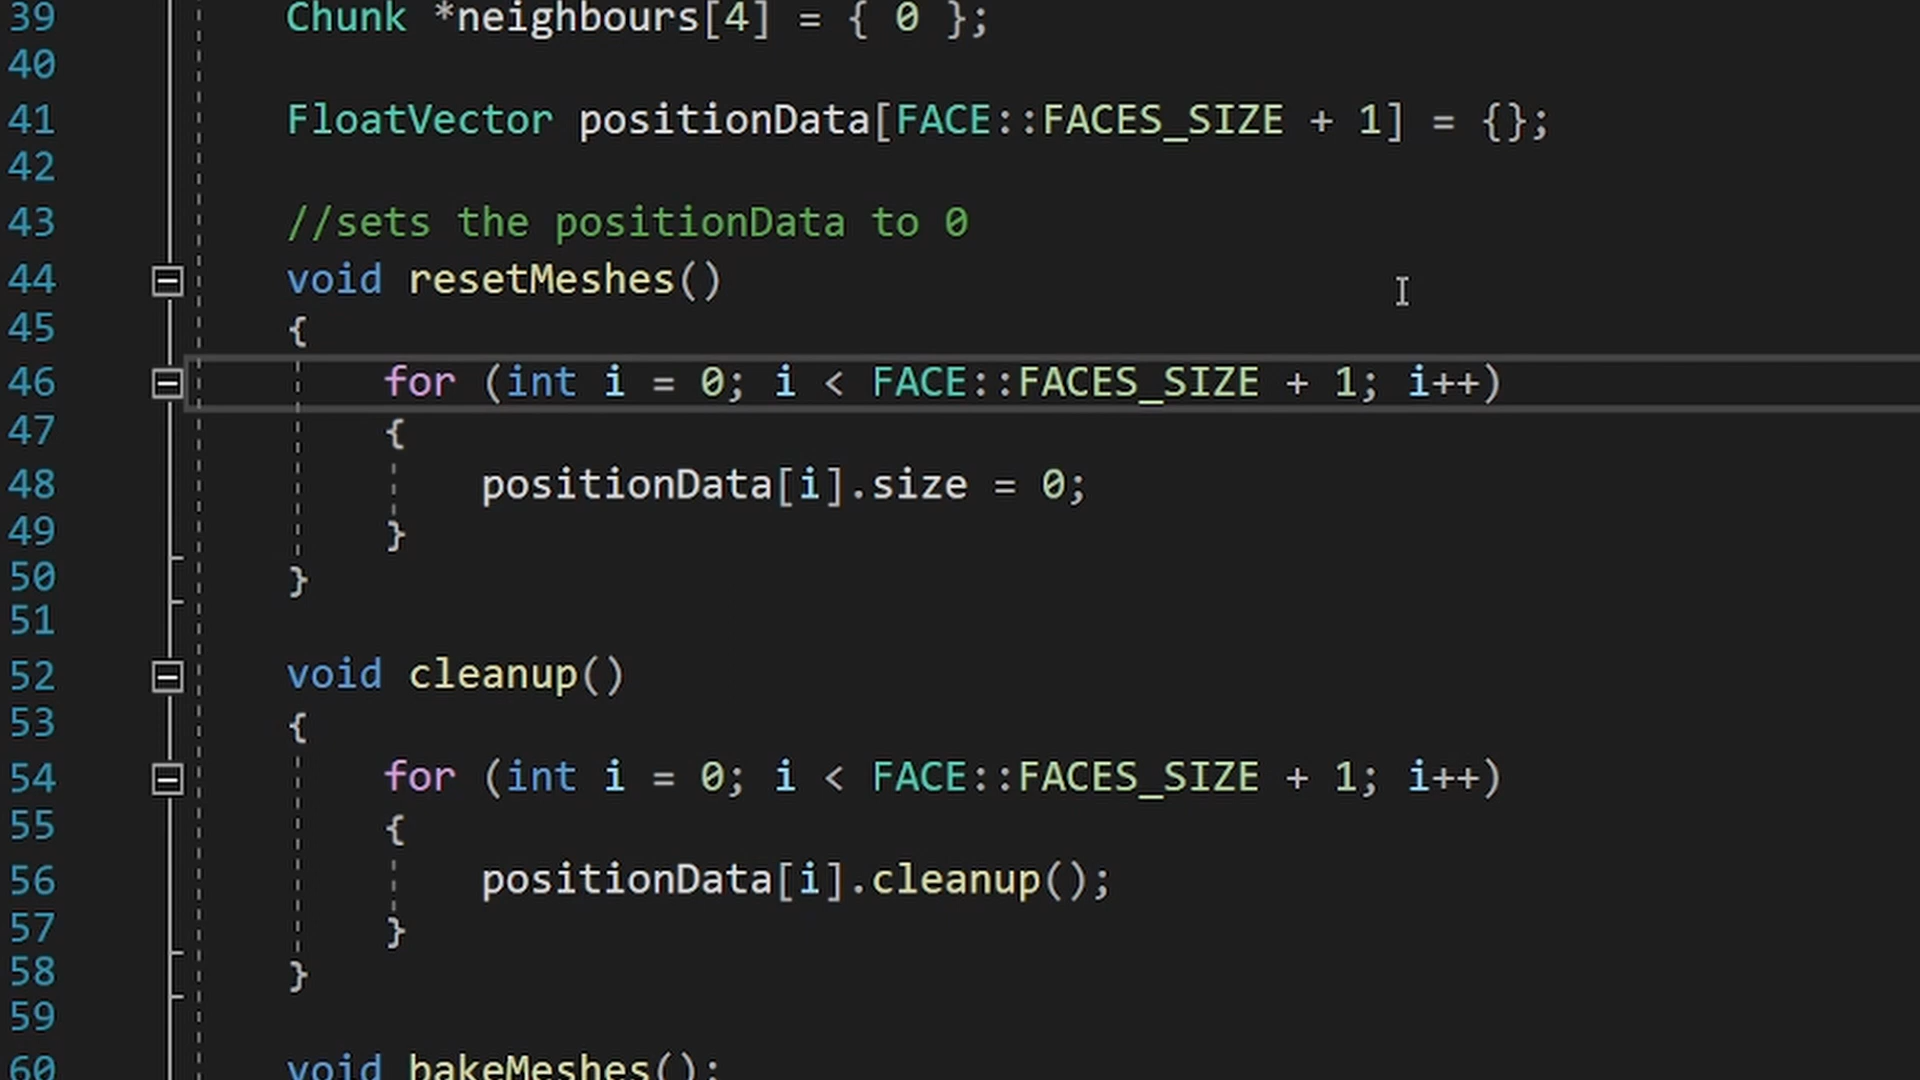 39 Chunk *neighbours[4] = { 0 };
40
41 FloatVector positionData[FACE::FACES_SIZE + 1] = {};
42
43 //sets the positionData to 0
44 void resetMeshes()
45 {
46 for (int i = 0; i < FACE::FACES_SIZE + 1; i++)
47 {
48 positionData[i].size = 0;
49 }
50 }
51
52 void cleanup()
53 {
54 for (int i = 0; i < FACE::FACES_SIZE + 1; i++)
55 {
56 positionData[i].cleanup();
57 }
58 }
59
60 void bakeMeshes();